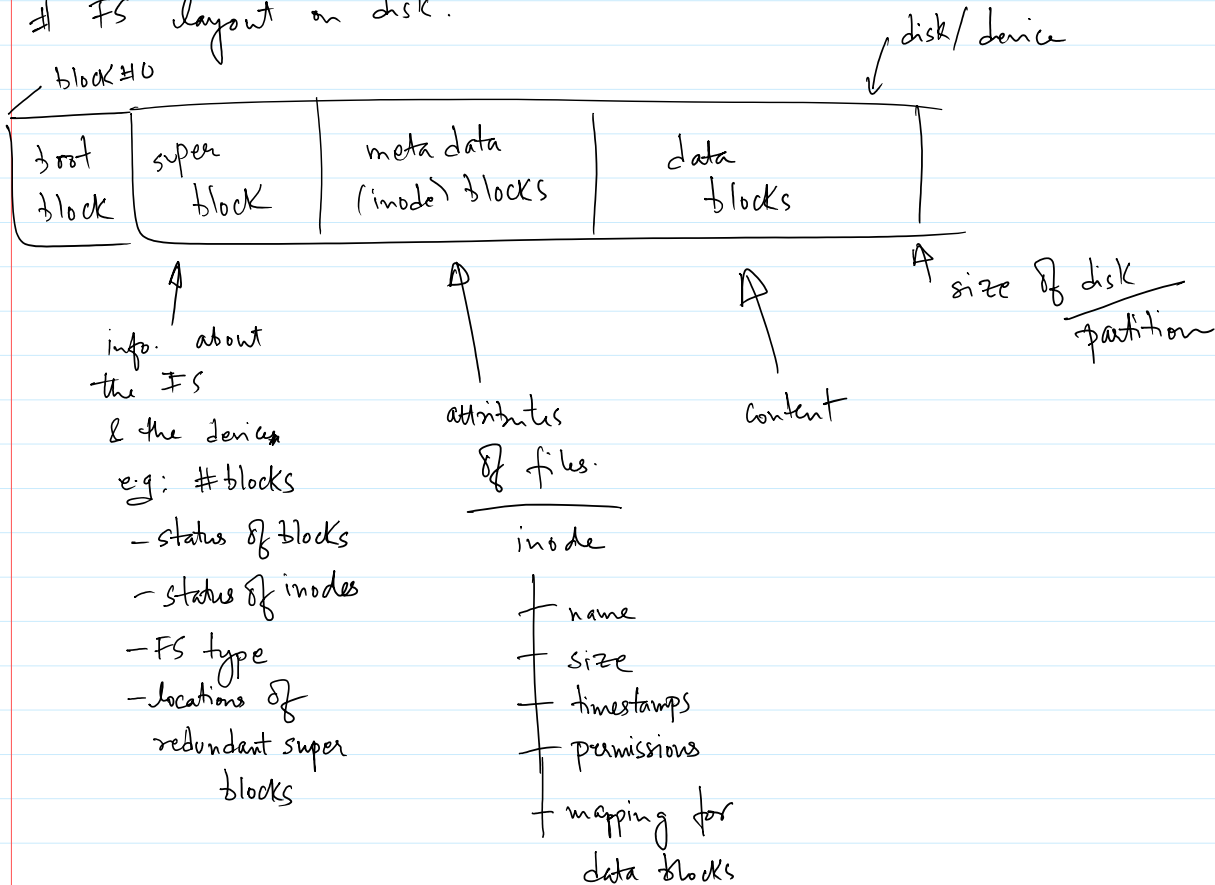 # FS layout on disk.
disk/device
block#0
boot block
super block
meta data (inode) blocks
data blocks
size of disk/partition
info. about
the FS
& the device
e.g: #blocks
- status of blocks
- status of inodes
- FS type
- locations of
redundant super
blocks
attributes
of files.
inode
name
size
timestamps
permissions
mapping for
data blocks
content